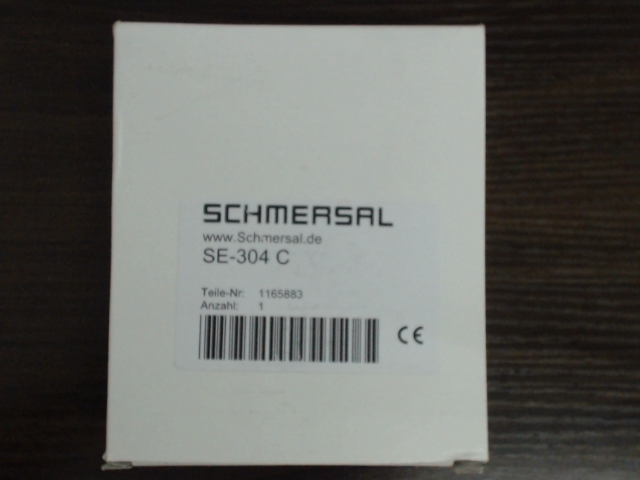 SCHMERSAL
www.Schmersal.de
SE-304 C
Teile-Nr: 1165883
Anzahl: 1
CE